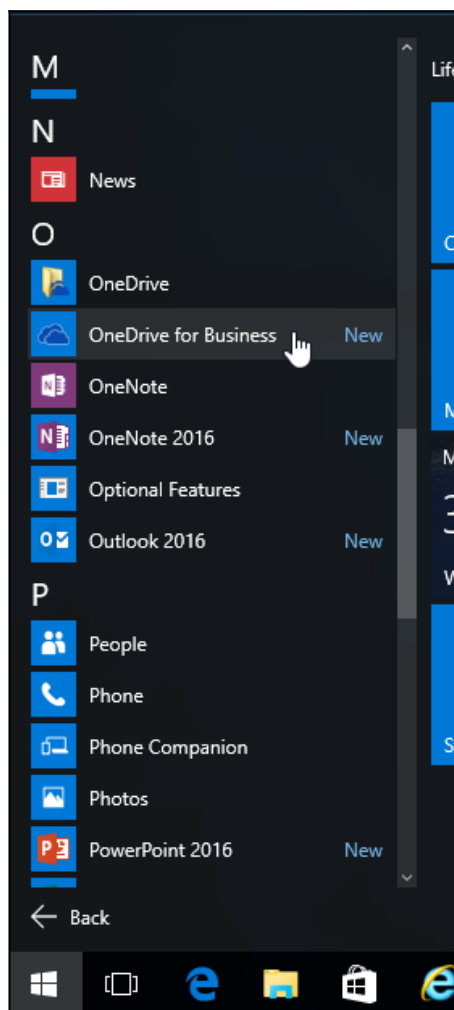 M
N
News
O
OneDrive
OneDrive for Business New
OneNote
OneNote 2016 New
Optional Features
Outlook 2016 New
P
People
Phone
Phone Companion
Photos
PowerPoint 2016 New
Back